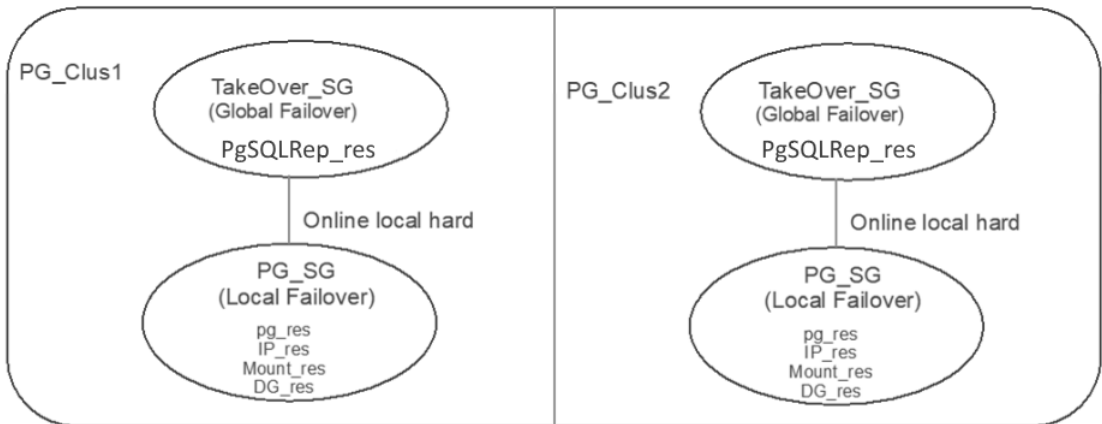 PG_Clus1
TakeOver_SG
(Global Failover)
PgSQLRep_res
Online local hard
PG_SG
(Local Failover)
pg_res
IP_res
Mount_res
DG_res
PG_Clus2
TakeOver_SG
(Global Failover)
PgSQLRep_res
Online local hard
PG_SG
(Local Failover)
pg_res
IP_res
Mount_res
DG_res